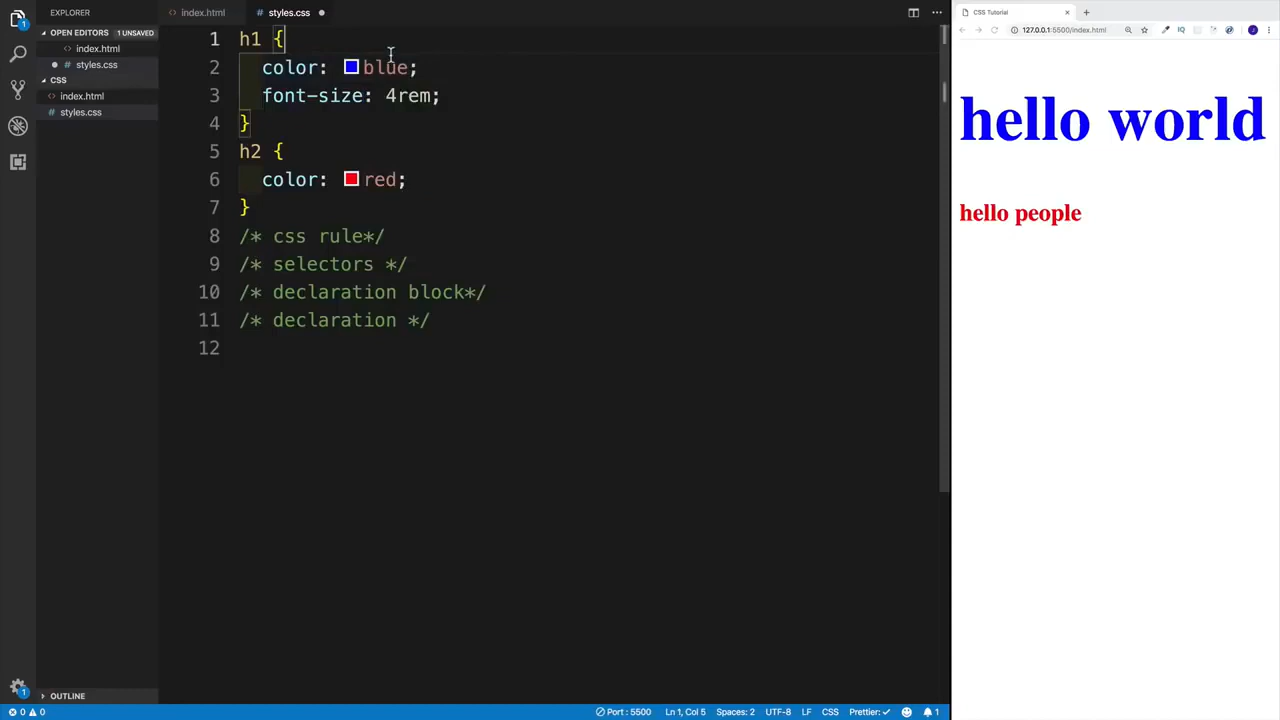 EXPLORER
OPEN EDITORS 1 UNSAVED
index.html
styles.css
CSS
index.html
styles.css
OUTLINE
index.html
styles.css
1 h1 {
2 color: blue;
3 font-size: 4rem;
4 }
5 h2 {
6 color: red;
7 }
8 /* css rule*/
9 /* selectors */
10 /* declaration block*/
11 /* declaration */
12
CSS Tutorial
127.0.0.1:5500/index.html
hello world
hello people
0 0
Port : 5500 Ln 1, Col 5 Spaces: 2 UTF-8 LF CSS Prettier: ✓ 1